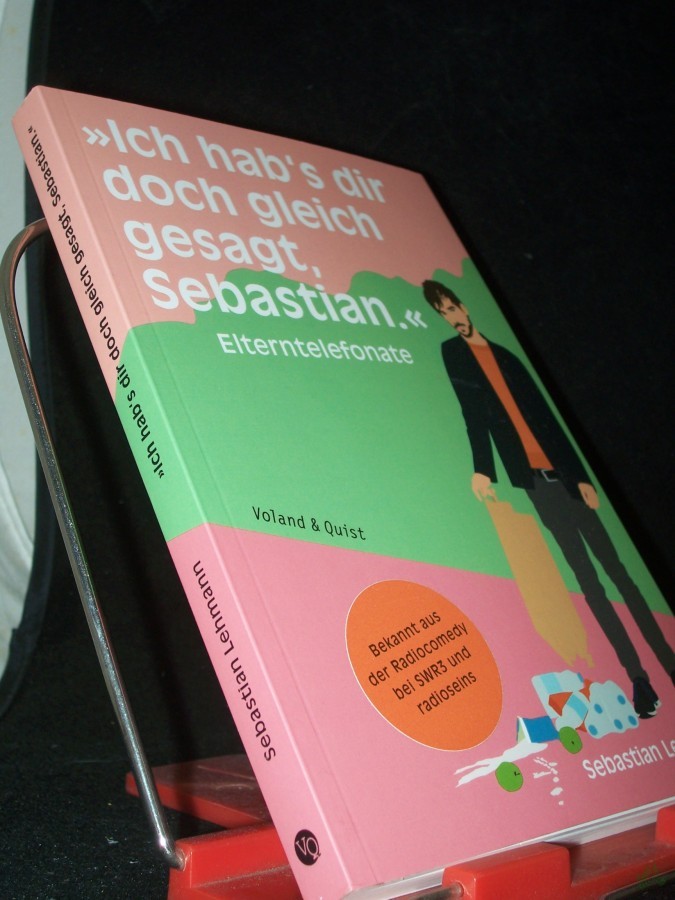 »Ich hab's dir
doch gleich
gesagt,
Sebastian.«
Elterntelefonate
Voland & Quist
Bekannt aus
der Radiocomedy
bei SWR3 und
radioeins
Sebastian
»Ich hab's dir doch gleich gesagt, Sebastian.«
Sebastian Lehmann
VQ